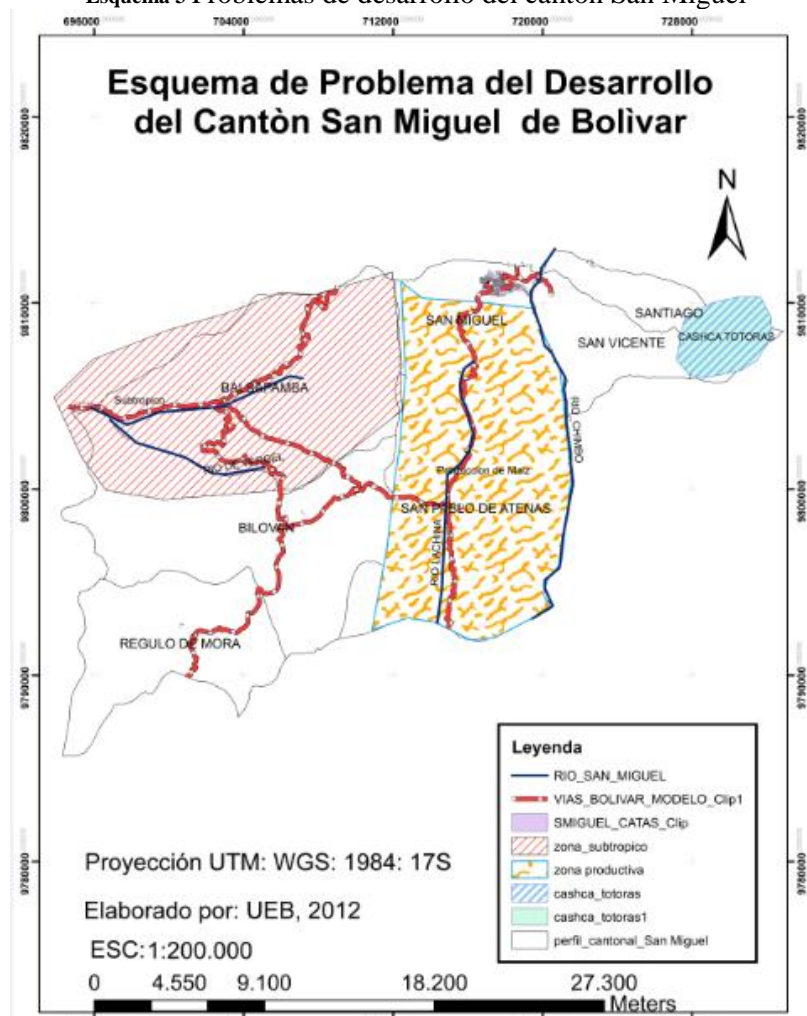 Esquema 3 Problemas de desarrollo del cantón San Miguel
696000 704000 712000 720000 728000
Esquema de Problema del Desarrollo
del Cantòn San Miguel de Bolìvar
9820000 9820000
N
9810000 9810000
SANTIAGO
SAN MIGUEL
SAN VICENTE
CASHCA TOTORAS
BALSAPAMBA
Subtropico
RIO CHIMBO
Produccion de Maiz
9800000 9800000
SAN PABLO DE ATENAS
BILOVAN
RIO LACHINA
REGULO DE MORA
9790000 9790000
Leyenda
RIO_SAN_MIGUEL
VIAS_BOLIVAR_MODELO_Clip1
SMIGUEL_CATAS_Clip
zona_subtropico
zona productiva
cashca_totoras
cashca_totoras1
perfil_cantonal_San Miguel
9780000 9780000
Proyección UTM: WGS: 1984: 17S
Elaborado por: UEB, 2012
ESC:1:200.000
0 4.550 9.100 18.200 27.300
Meters